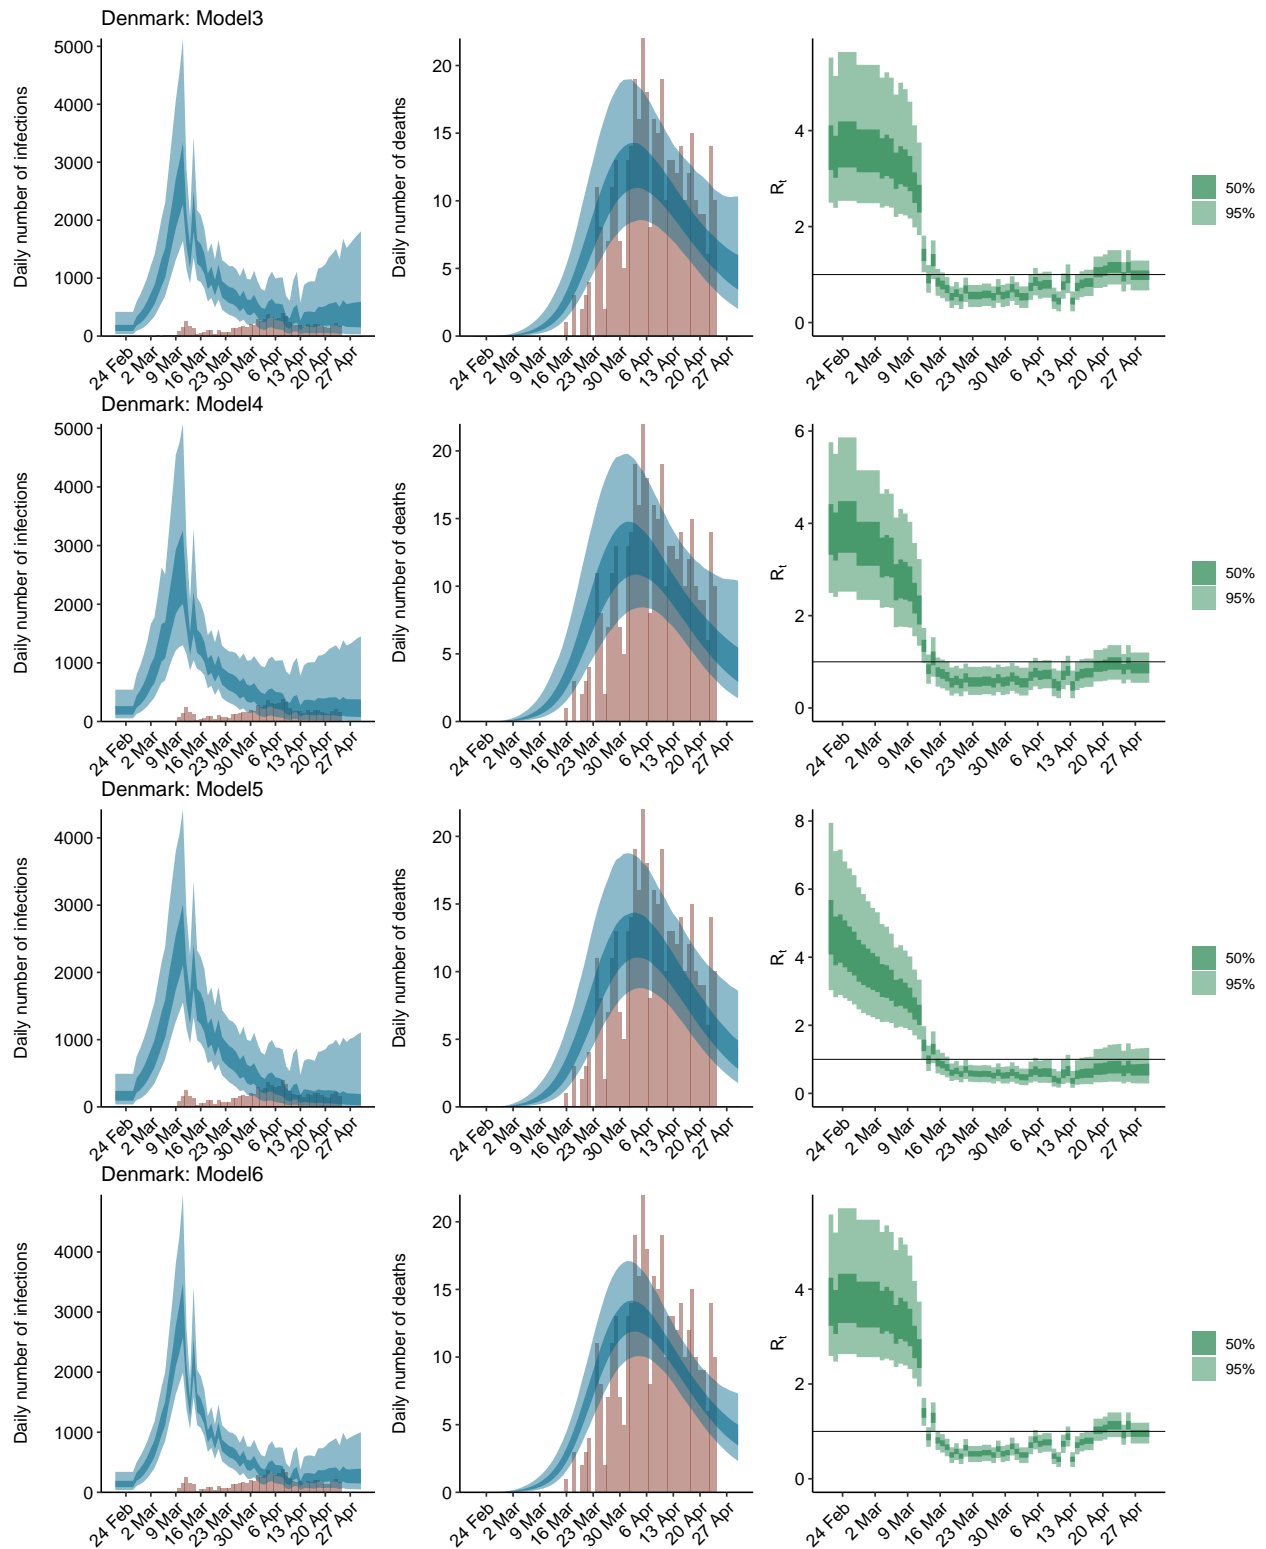 Denmark: Model3
Daily number of infections
5000
4000
3000
2000
1000
0
24 Feb
2 Mar
9 Mar
16 Mar
23 Mar
30 Mar
6 Apr
13 Apr
20 Apr
27 Apr
Daily number of deaths
20
15
10
5
0
24 Feb
2 Mar
9 Mar
16 Mar
23 Mar
30 Mar
6 Apr
13 Apr
20 Apr
27 Apr
Rt
4
2
0
24 Feb
2 Mar
9 Mar
16 Mar
23 Mar
30 Mar
6 Apr
13 Apr
20 Apr
27 Apr
50%
95%
Denmark: Model4
Daily number of infections
5000
4000
3000
2000
1000
0
24 Feb
2 Mar
9 Mar
16 Mar
23 Mar
30 Mar
6 Apr
13 Apr
20 Apr
27 Apr
Daily number of deaths
20
15
10
5
0
24 Feb
2 Mar
9 Mar
16 Mar
23 Mar
30 Mar
6 Apr
13 Apr
20 Apr
27 Apr
Rt
6
4
2
0
24 Feb
2 Mar
9 Mar
16 Mar
23 Mar
30 Mar
6 Apr
13 Apr
20 Apr
27 Apr
50%
95%
Denmark: Model5
Daily number of infections
4000
3000
2000
1000
0
24 Feb
2 Mar
9 Mar
16 Mar
23 Mar
30 Mar
6 Apr
13 Apr
20 Apr
27 Apr
Daily number of deaths
20
15
10
5
0
24 Feb
2 Mar
9 Mar
16 Mar
23 Mar
30 Mar
6 Apr
13 Apr
20 Apr
27 Apr
Rt
8
6
4
2
0
24 Feb
2 Mar
9 Mar
16 Mar
23 Mar
30 Mar
6 Apr
13 Apr
20 Apr
27 Apr
50%
95%
Denmark: Model6
Daily number of infections
4000
3000
2000
1000
0
24 Feb
2 Mar
9 Mar
16 Mar
23 Mar
30 Mar
6 Apr
13 Apr
20 Apr
27 Apr
Daily number of deaths
20
15
10
5
0
24 Feb
2 Mar
9 Mar
16 Mar
23 Mar
30 Mar
6 Apr
13 Apr
20 Apr
27 Apr
Rt
4
2
0
24 Feb
2 Mar
9 Mar
16 Mar
23 Mar
30 Mar
6 Apr
13 Apr
20 Apr
27 Apr
50%
95%